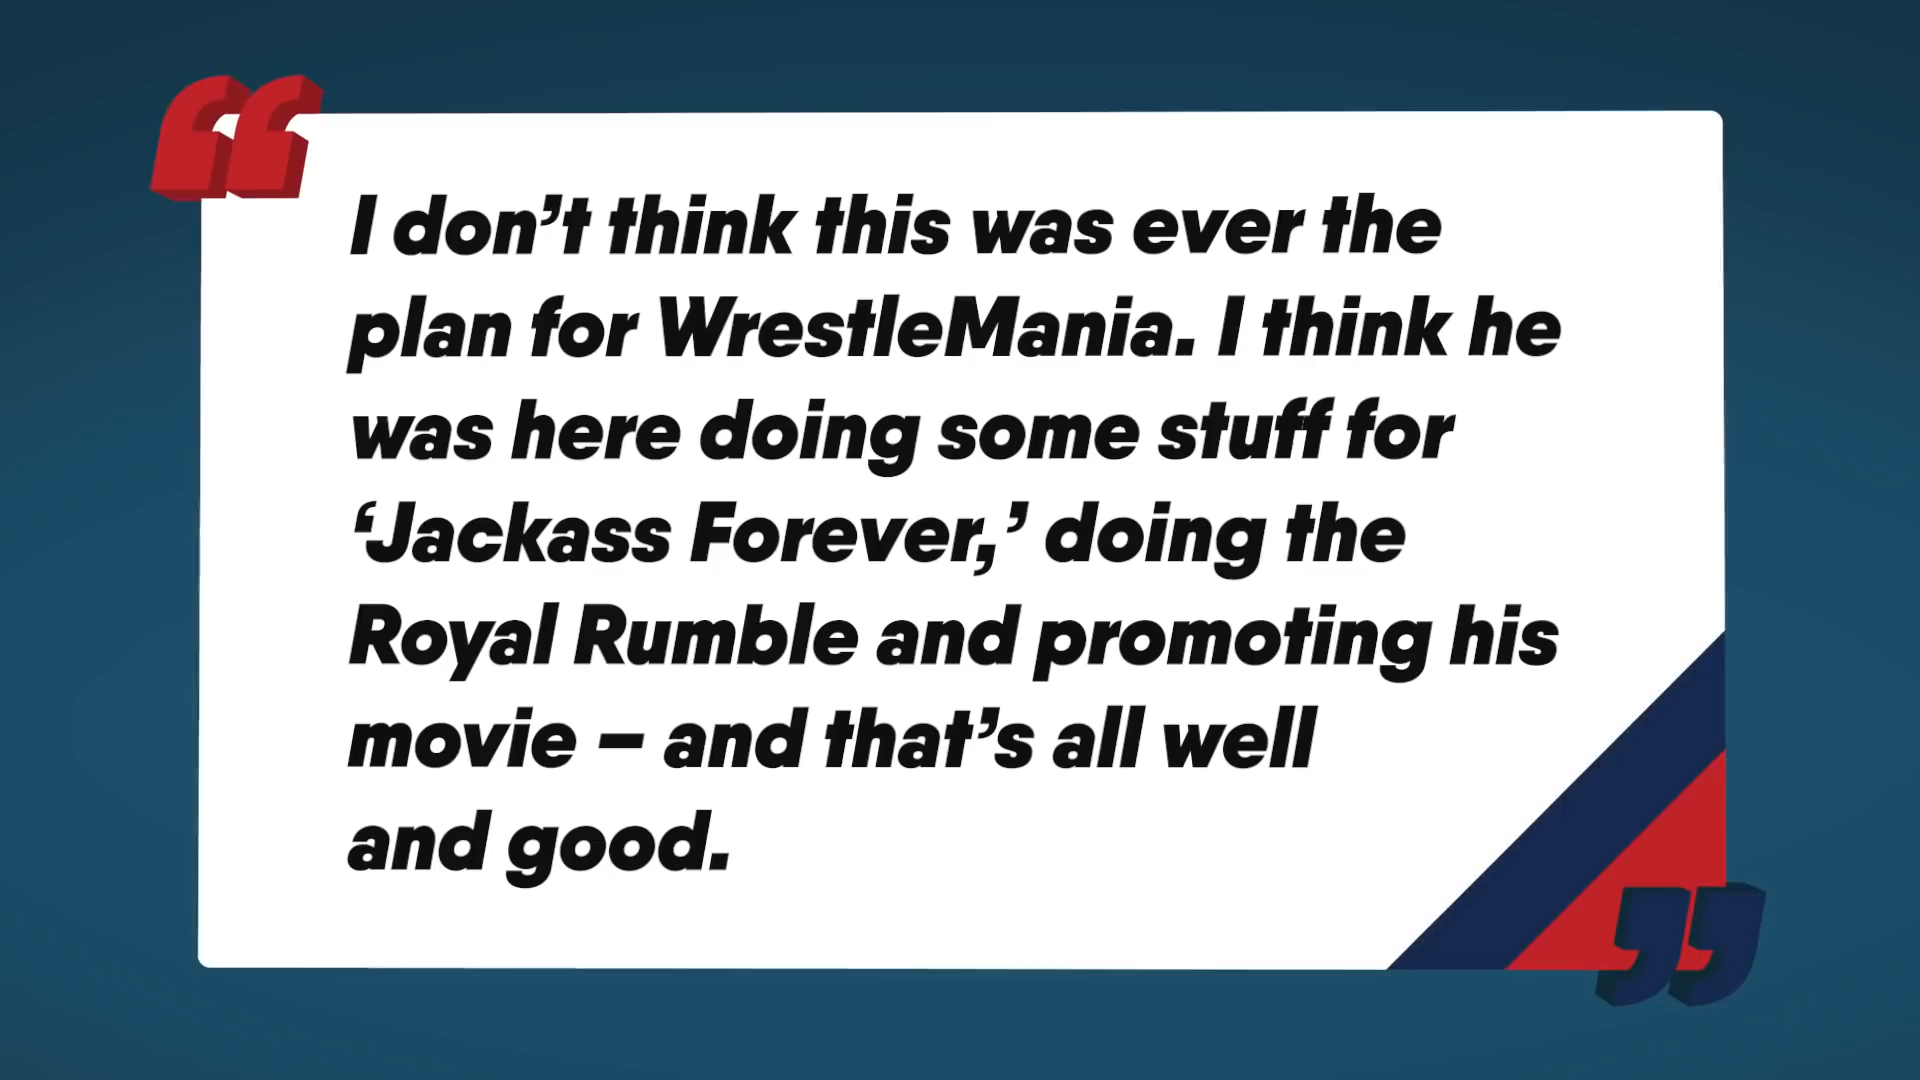 I don’t think this was ever the
plan for WrestleMania. I think he
was here doing some stuff for
‘Jackass Forever,’ doing the
Royal Rumble and promoting his
movie – and that’s all well
and good.